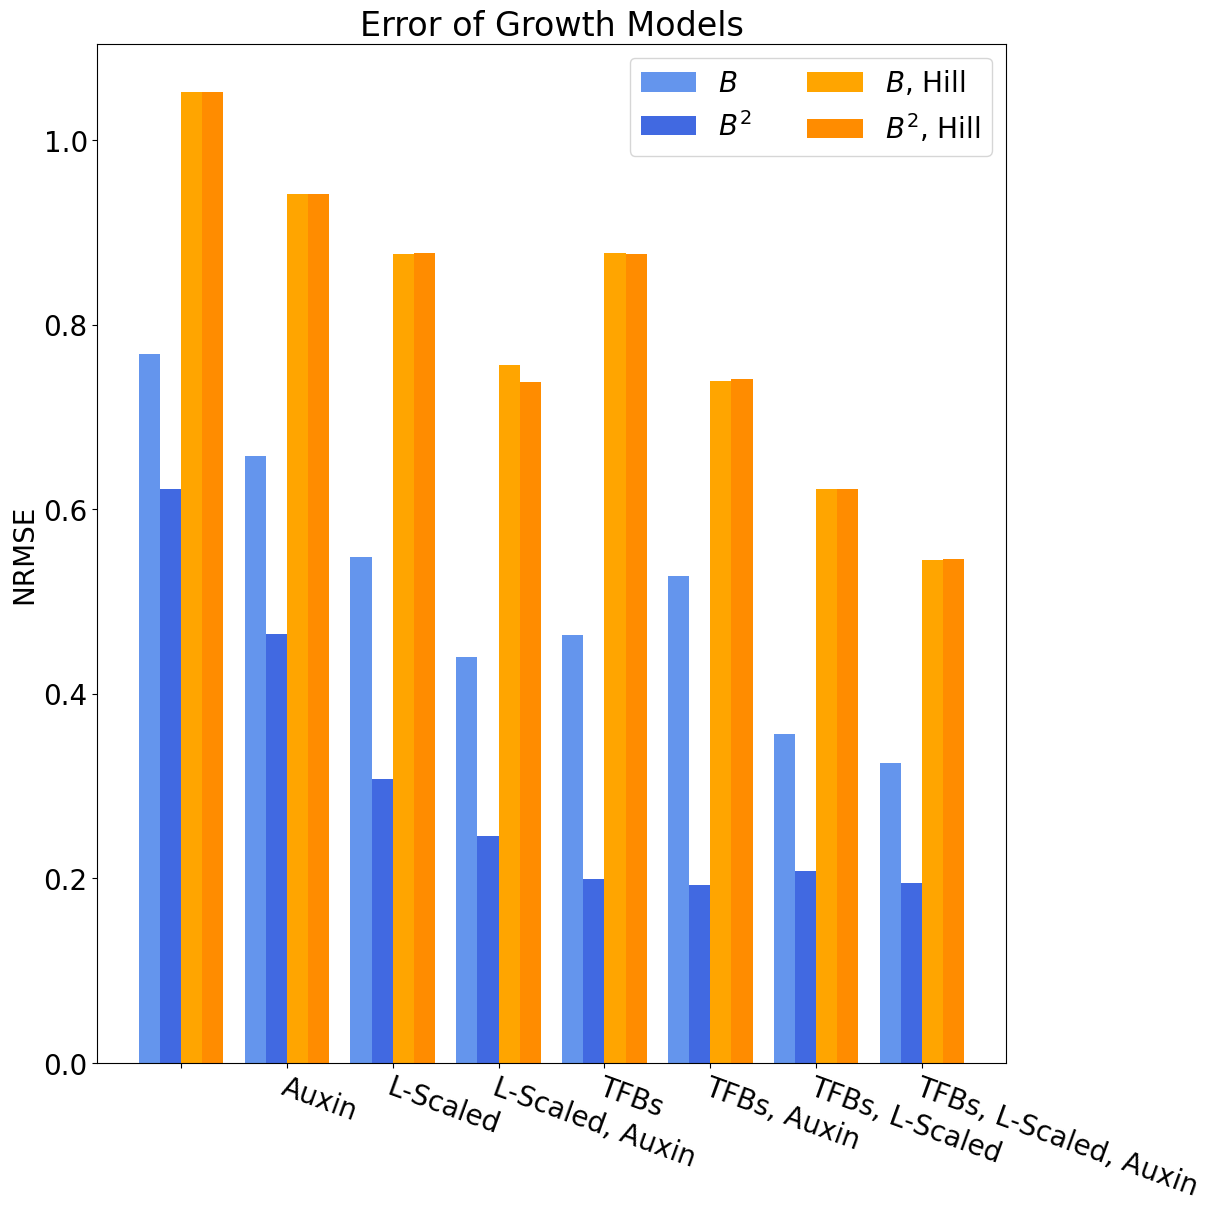 Error of Growth Models
B
B²
B, Hill
B², Hill
NRMSE
1.0
0.8
0.6
0.4
0.2
0.0
Auxin
L-Scaled
L-Scaled, Auxin
TFBs
TFBs, Auxin
TFBs, L-Scaled
TFBs, L-Scaled, Auxin